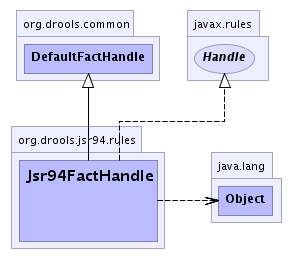 org.drools.common
DefaultFactHandle
javax.rules
Handle
org.drools.jsr94.rules
Jsr94FactHandle
java.lang
Object